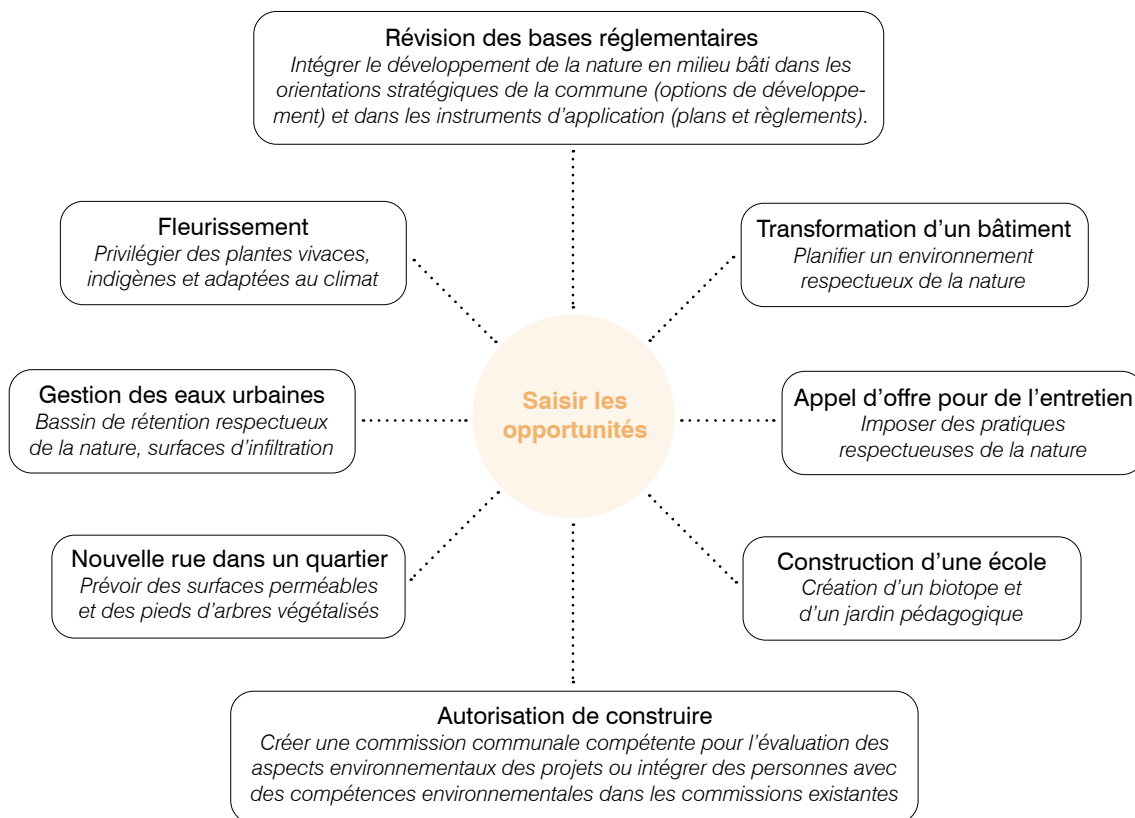 Révision des bases réglementaires
Intégrer le développement de la nature en milieu bâti dans les
orientations stratégiques de la commune (options de développe-
ment) et dans les instruments d'application (plans et règlements).
Fleurissement
Privilégier des plantes vivaces,
indigènes et adaptées au climat
Transformation d'un bâtiment
Planifier un environnement
respectueux de la nature
Gestion des eaux urbaines
Bassin de rétention respectueux
de la nature, surfaces d'infiltration
Saisir les
opportunités
Appel d'offre pour de l'entretien
Imposer des pratiques
respectueuses de la nature
Nouvelle rue dans un quartier
Prévoir des surfaces perméables
et des pieds d'arbres végétalisés
Construction d'une école
Création d'un biotope et
d'un jardin pédagogique
Autorisation de construire
Créer une commission communale compétente pour l'évaluation des
aspects environnementaux des projets ou intégrer des personnes avec
des compétences environnementales dans les commissions existantes